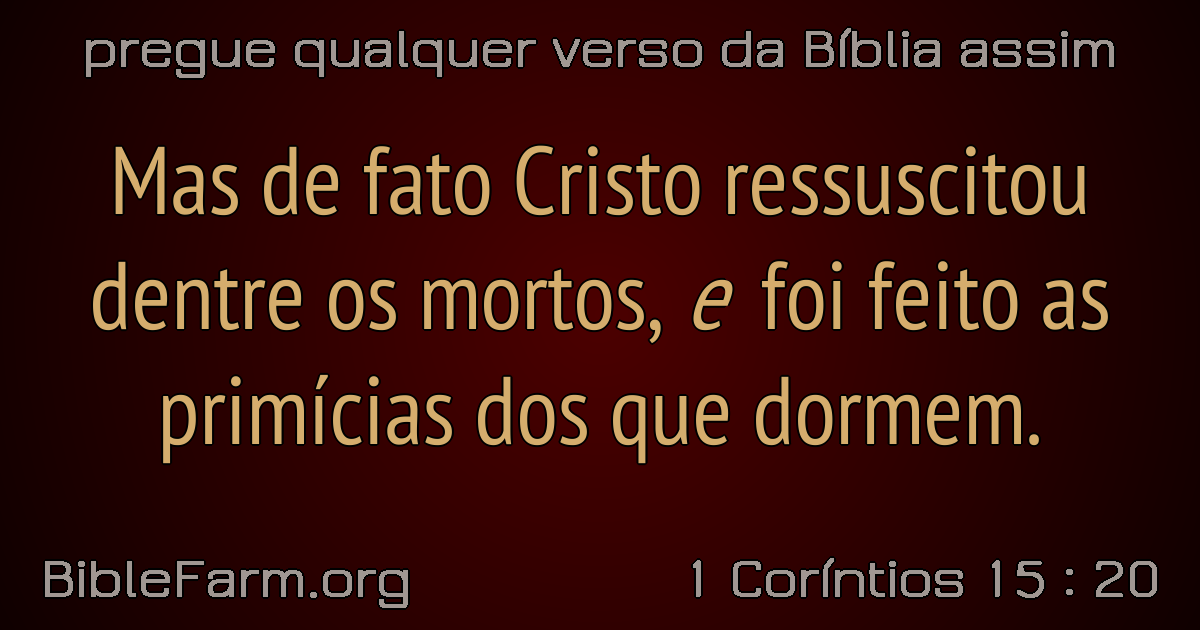 pregue qualquer verso da Bíblia assim
Mas de fato Cristo ressuscitou
dentre os mortos, e foi feito as
primícias dos que dormem.
BibleFarm.org
1 Coríntios 15 : 20